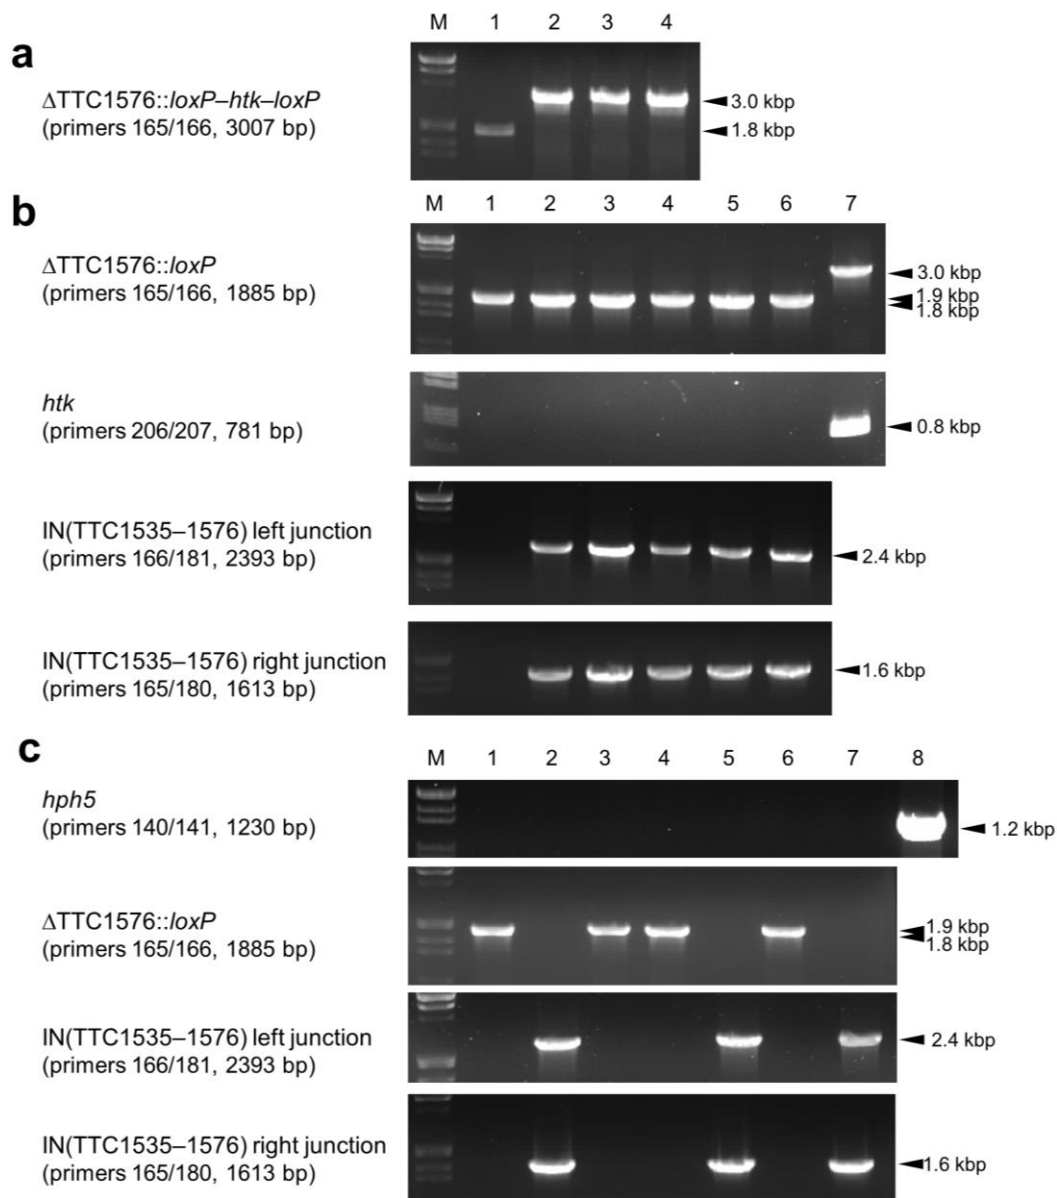 a
M 1 2 3 4
ΔTTC1576::loxP–htk–loxP
(primers 165/166, 3007 bp)
3.0 kbp
1.8 kbp
b
M 1 2 3 4 5 6 7
ΔTTC1576::loxP
(primers 165/166, 1885 bp)
3.0 kbp
1.9 kbp
1.8 kbp
htk
(primers 206/207, 781 bp)
0.8 kbp
IN(TTC1535–1576) left junction
(primers 166/181, 2393 bp)
2.4 kbp
IN(TTC1535–1576) right junction
(primers 165/180, 1613 bp)
1.6 kbp
c
M 1 2 3 4 5 6 7 8
hph5
(primers 140/141, 1230 bp)
1.2 kbp
ΔTTC1576::loxP
(primers 165/166, 1885 bp)
1.9 kbp
1.8 kbp
IN(TTC1535–1576) left junction
(primers 166/181, 2393 bp)
2.4 kbp
IN(TTC1535–1576) right junction
(primers 165/180, 1613 bp)
1.6 kbp